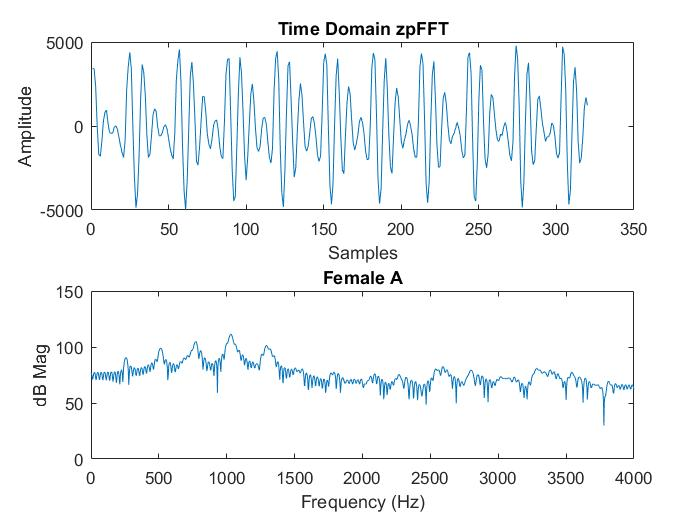 Time Domain zpFFT
5000
0
-5000
Amplitude
0 50 100 150 200 250 300 350
Samples
Female A
150
100
50
0
dB Mag
0 500 1000 1500 2000 2500 3000 3500 4000
Frequency (Hz)